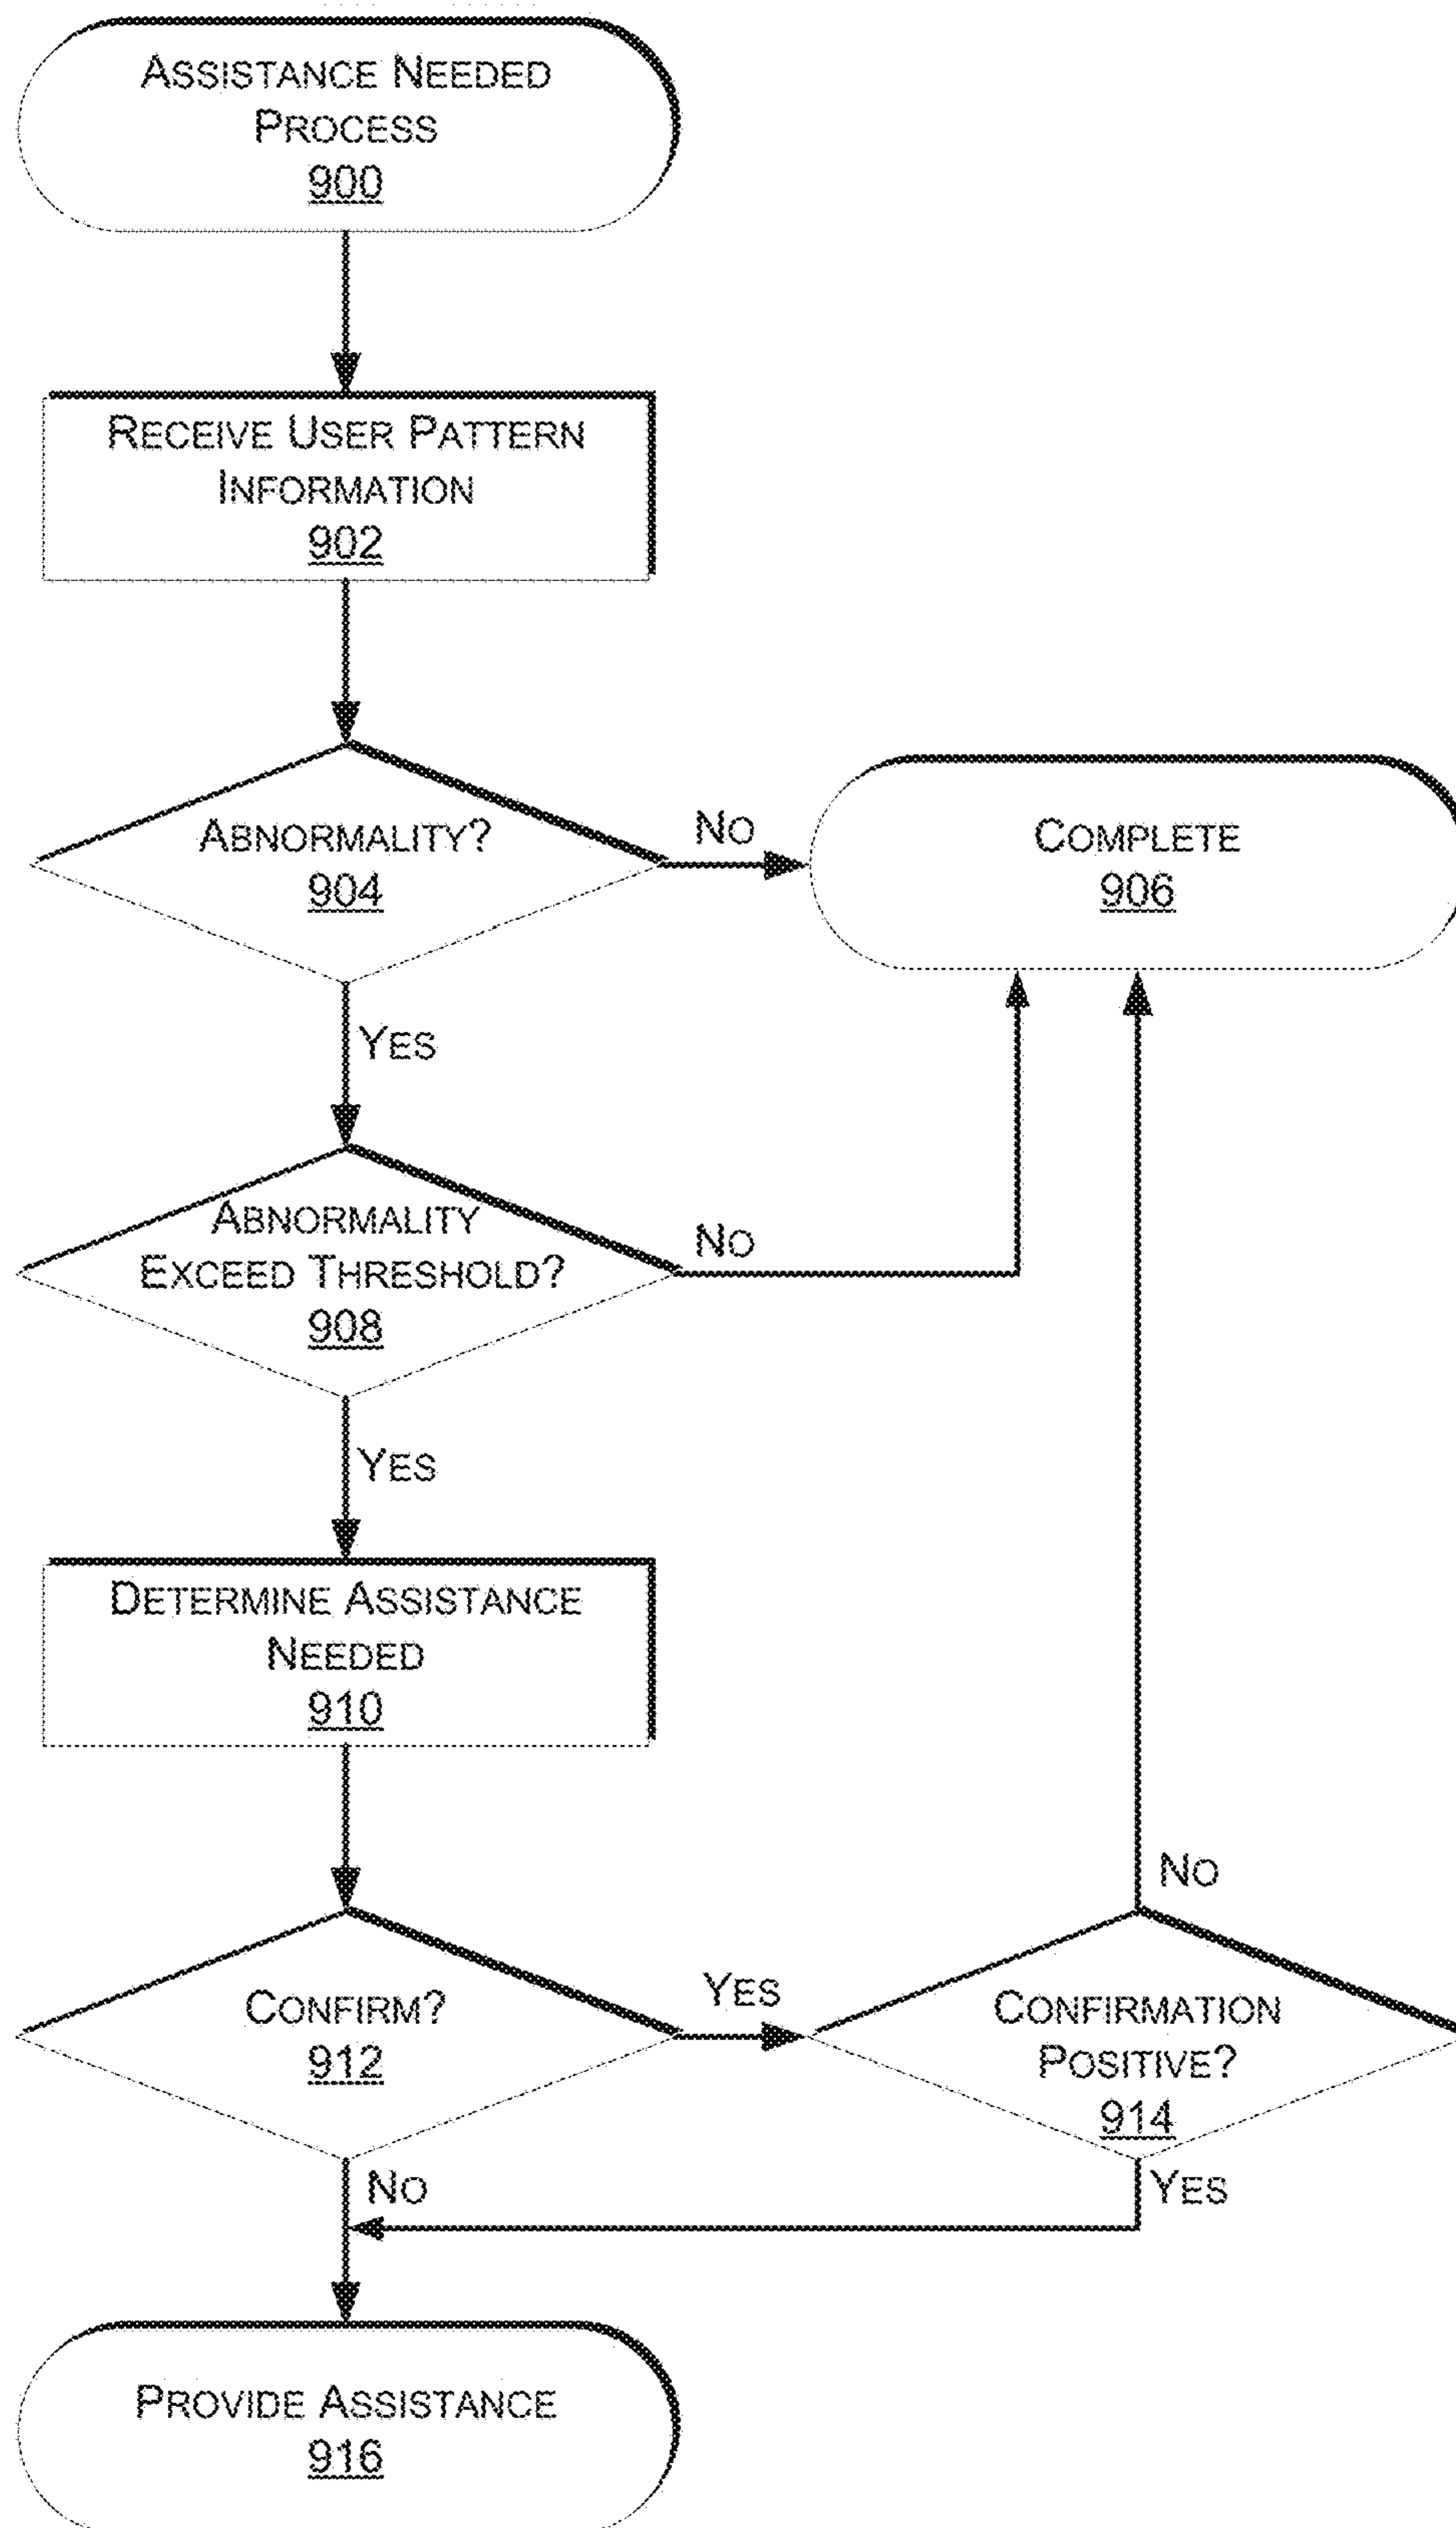 ASSISTANCE NEEDED
PROCESS
900
RECEIVE USER PATTERN
INFORMATION
902
ABNORMALITY?
904
NO
COMPLETE
906
YES
ABNORMALITY
EXCEED THRESHOLD?
908
NO
YES
DETERMINE ASSISTANCE
NEEDED
910
CONFIRM?
912
YES
NO
CONFIRMATION
POSITIVE?
914
NO
YES
PROVIDE ASSISTANCE
916